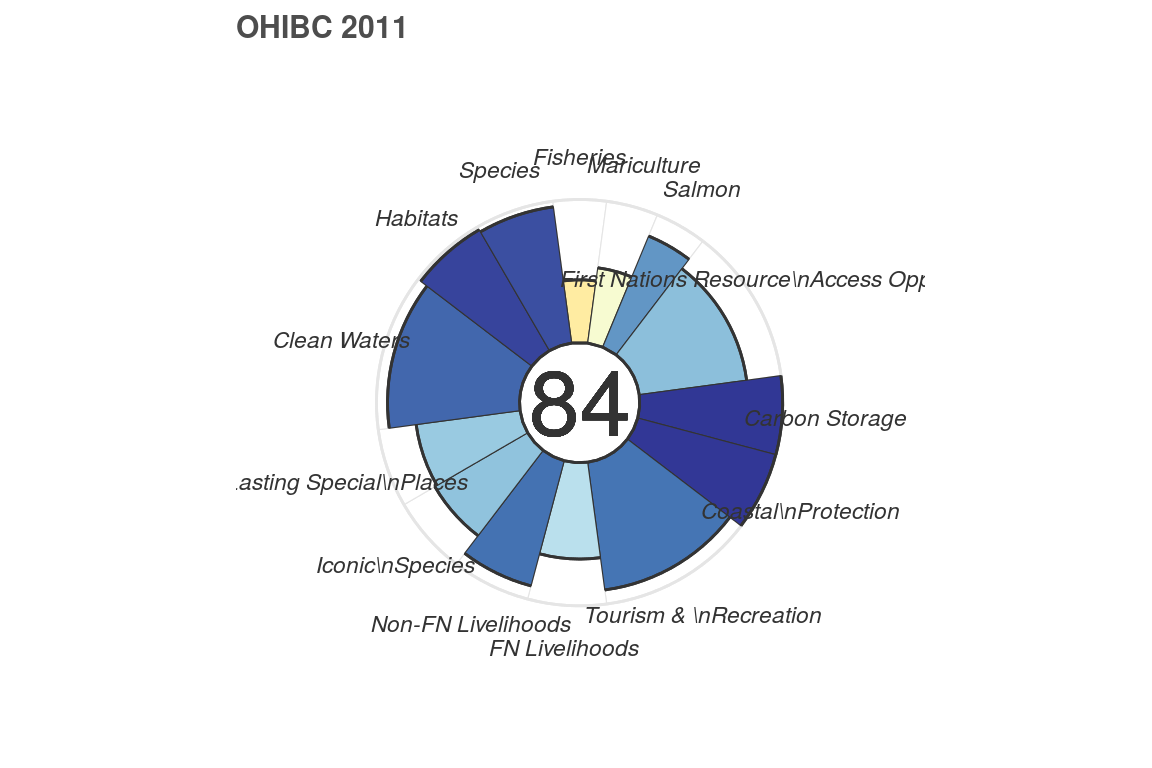 OHIBC 2011
Fisheries
Mariculture
Species
Salmon
Habitats
First Nations Resource\nAccess Opp
Clean Waters
84
Carbon Storage
asting Special\nPlaces
Coastal\nProtection
Iconic\nSpecies
Tourism & \nRecreation
Non-FN Livelihoods
FN Livelihoods